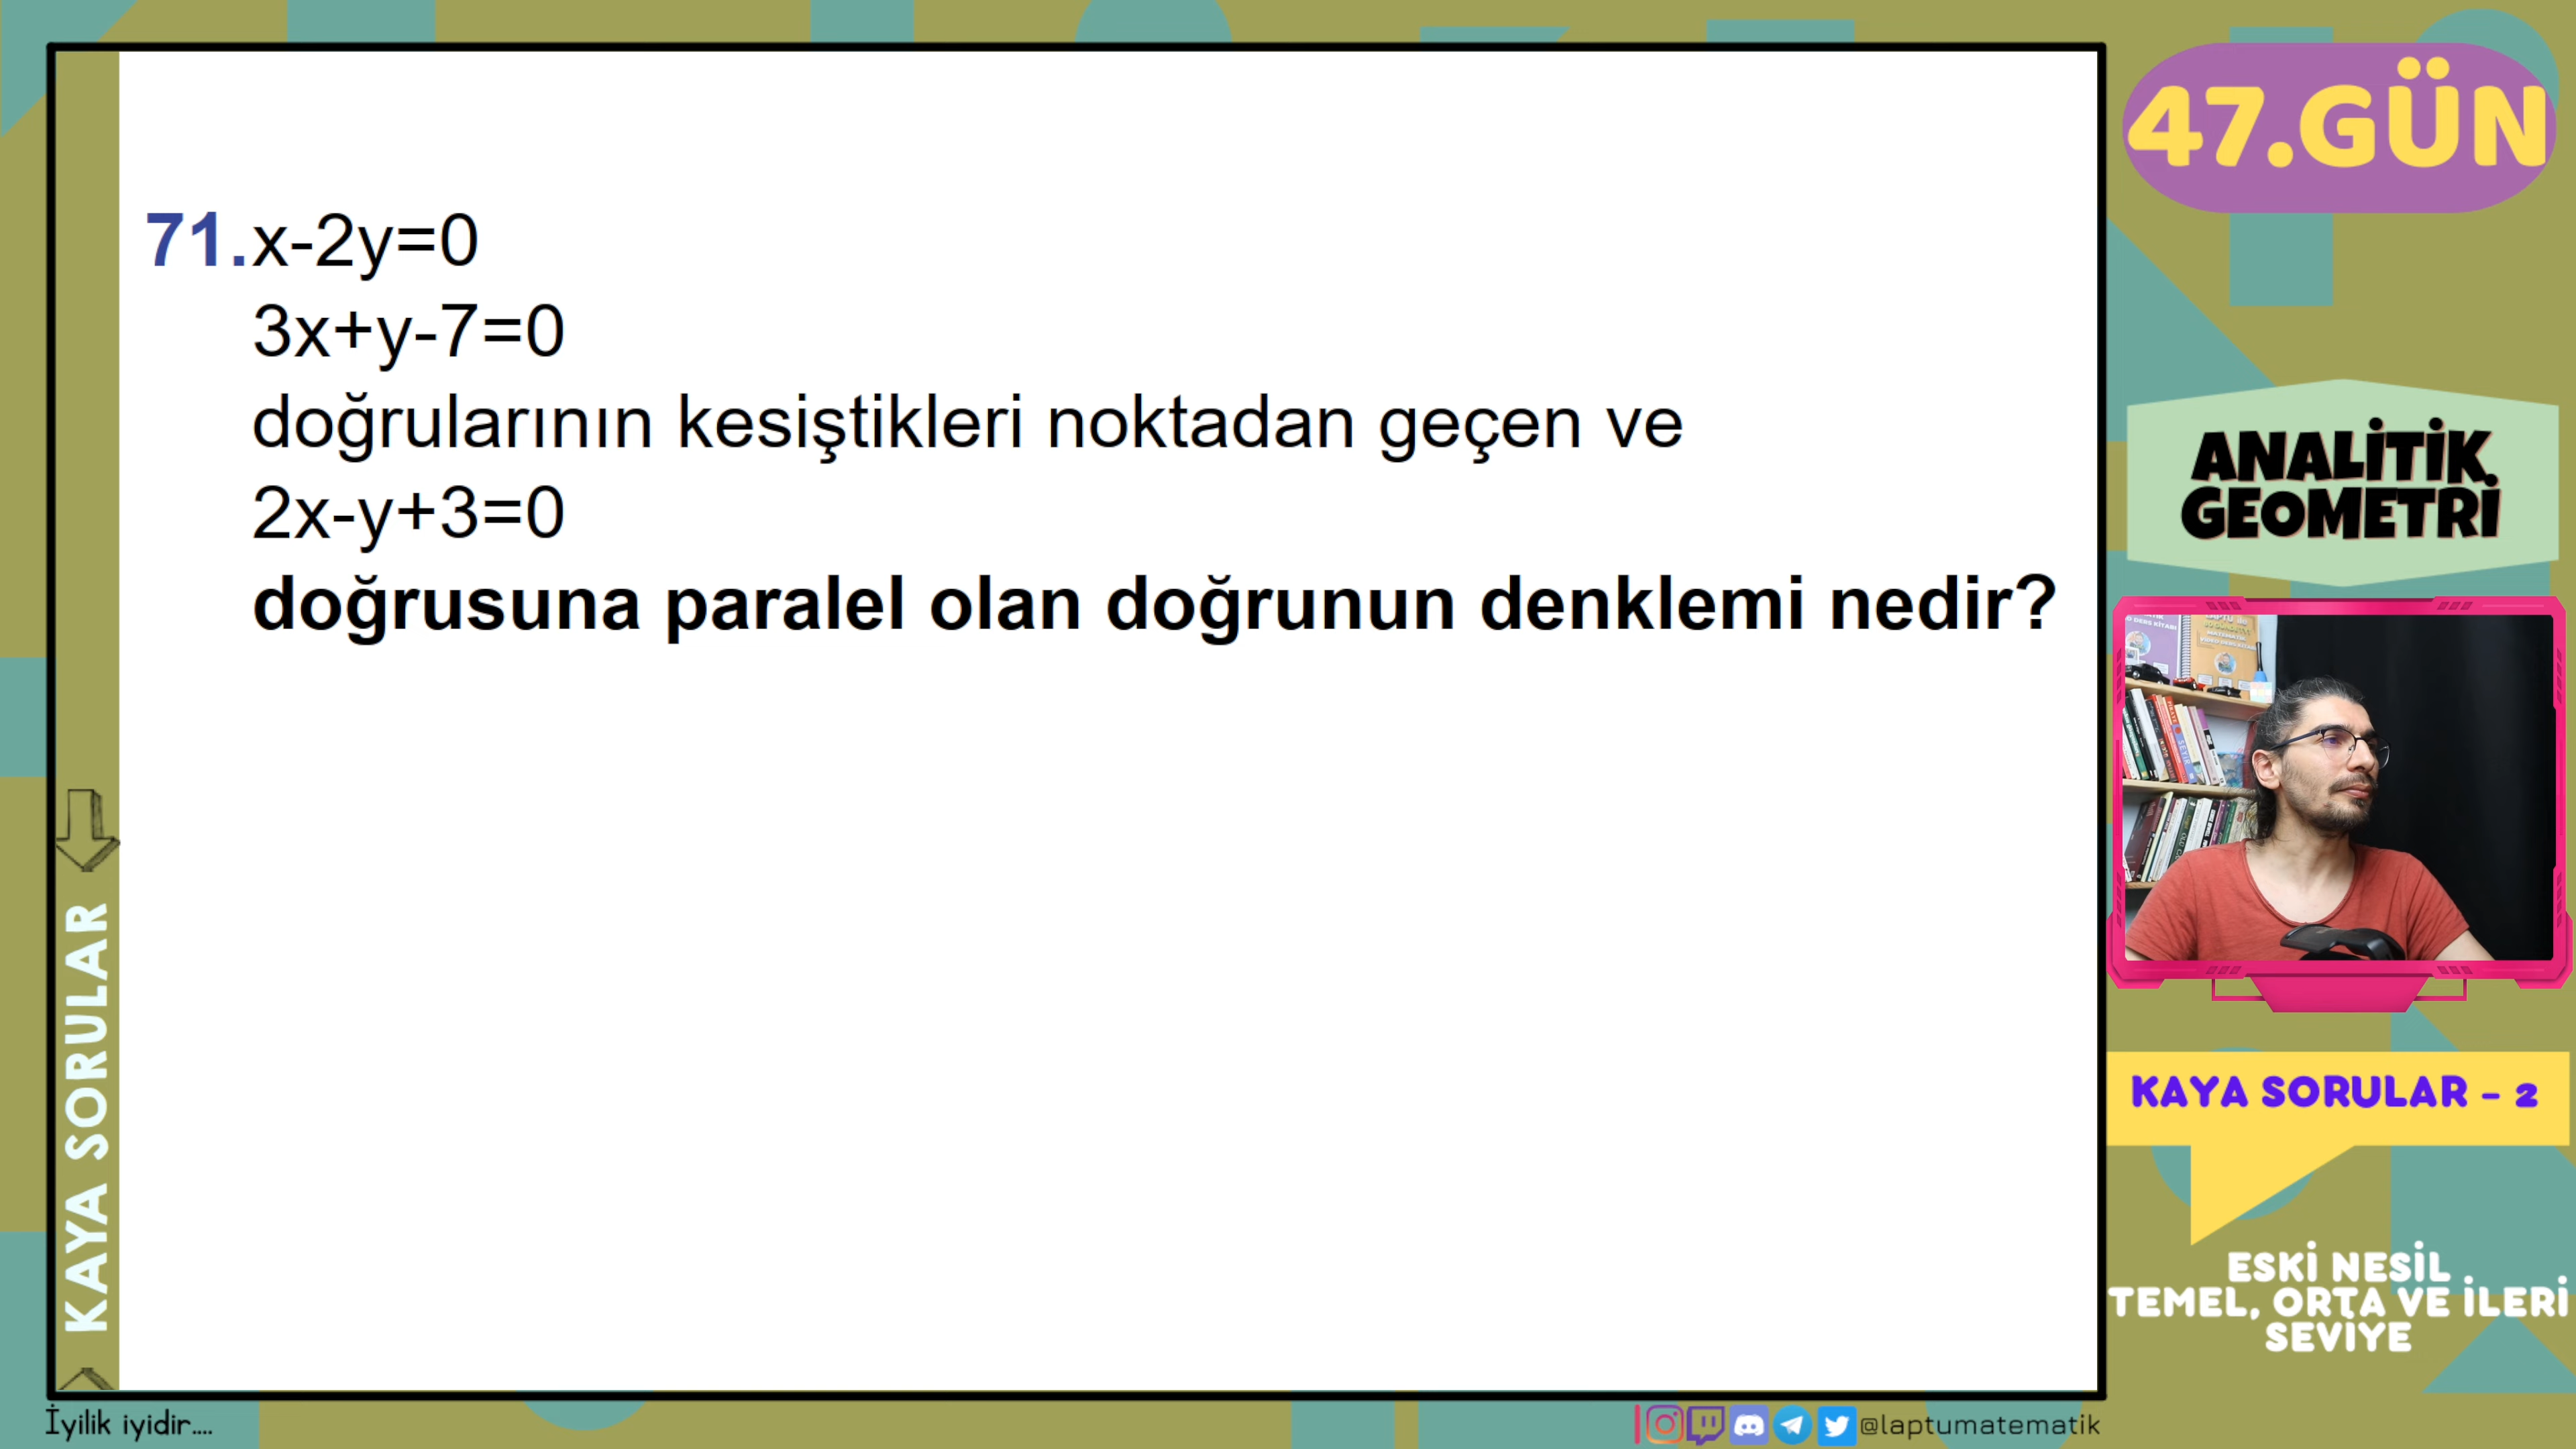 47.GÜN
71. x-2y=0
3x+y-7=0
doğrularının kesiştikleri noktadan geçen ve
2x-y+3=0
doğrusuna paralel olan doğrunun denklemi nedir?
ANALİTİK
GEOMETRİ
KAYA SORULAR
KAYA SORULAR - 2
ESKİ NESİL
TEMEL, ORTA VE İLERİ
SEVİYE
İyilik iyidir....
@laptumatematik